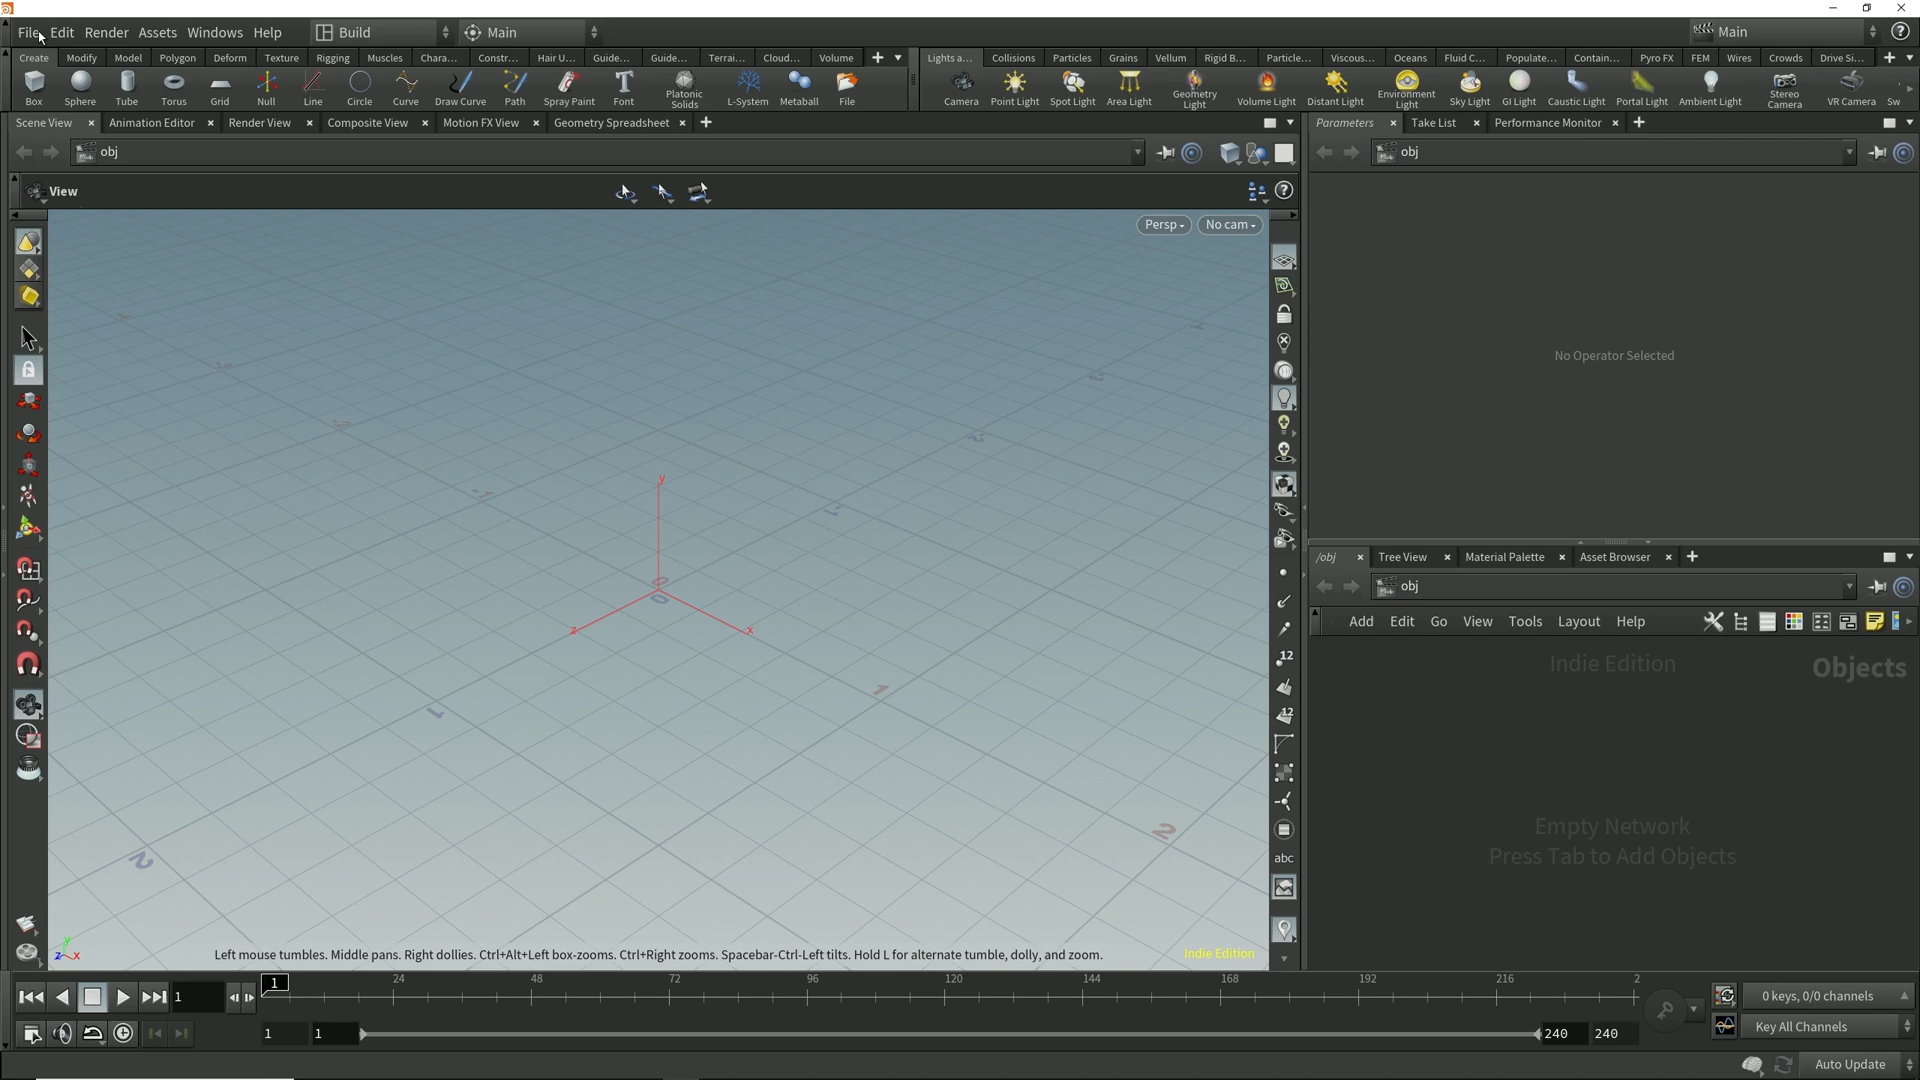 File Edit Render Assets Windows Help Build Main Main
Create Modify Model Polygon Deform Texture Rigging Muscles Chara... Constr... Hair U... Guide... Guide... Terrai... Cloud... Volume
Lights a... Collisions Particles Grains Vellum Rigid B... Particle... Viscous... Oceans Fluid C... Populate... Contain... Pyro FX FEM Wires Crowds Drive Si...
Box Sphere Tube Torus Grid Null Line Circle Curve Draw Curve Path Spray Paint Font Platonic Solids L-System Metaball File
Camera Point Light Spot Light Area Light Geometry Light Volume Light Distant Light Environment Light Sky Light GI Light Caustic Light Portal Light Ambient Light Stereo Camera VR Camera Sw
Scene View Animation Editor Render View Composite View Motion FX View Geometry Spreadsheet
Parameters Take List Performance Monitor
obj
obj
View
Persp No cam
No Operator Selected
y
0
0
z x
1
1
2
2
12
12
abc
/obj Tree View Material Palette Asset Browser
obj
Add Edit Go View Tools Layout Help
Indie Edition Objects
Empty Network
Press Tab to Add Objects
y
z x
Left mouse tumbles. Middle pans. Right dollies. Ctrl+Alt+Left box-zooms. Ctrl+Right zooms. Spacebar-Ctrl-Left tilts. Hold L for alternate tumble, dolly, and zoom.
Indie Edition
1 1 24 48 72 96 120 144 168 192 216 2
0 keys, 0/0 channels
1 1 240 240
Key All Channels
Auto Update